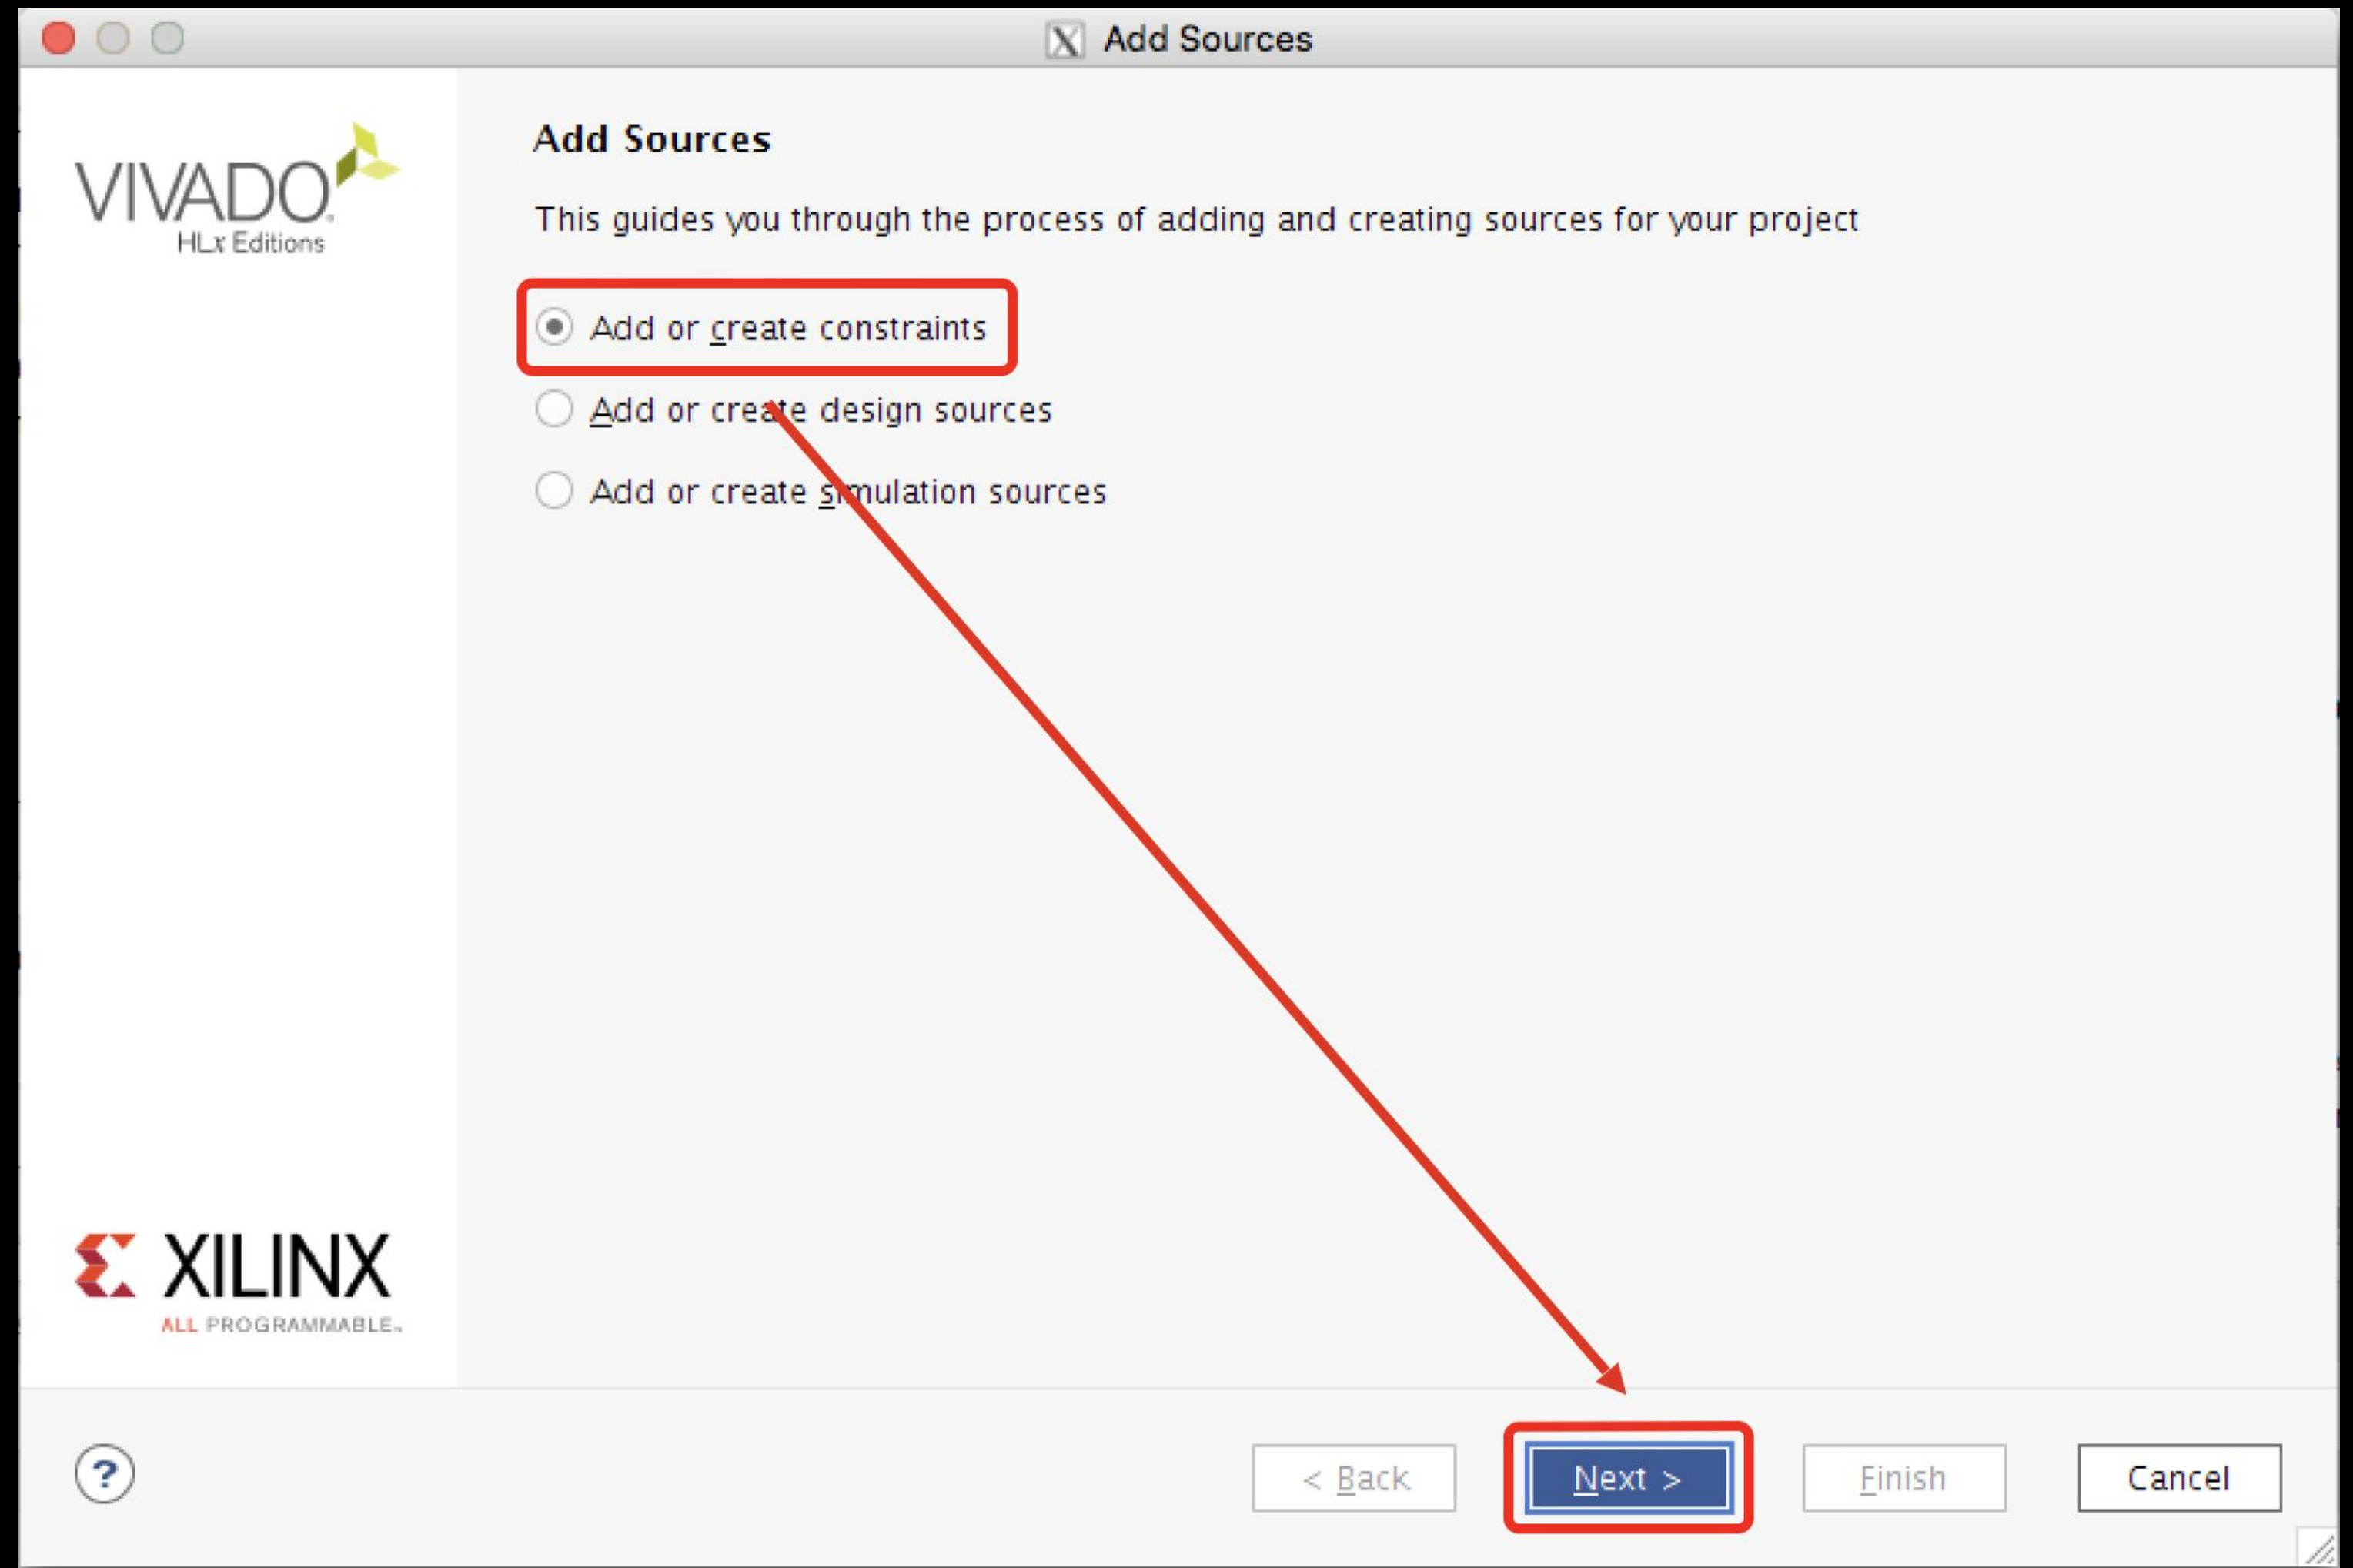 Add Sources
VIVADO.
HLx Editions
Add Sources
This guides you through the process of adding and creating sources for your project
Add or create constraints
Add or create design sources
Add or create simulation sources
XILINX
ALL PROGRAMMABLE™
?
< Back
Next >
Finish
Cancel